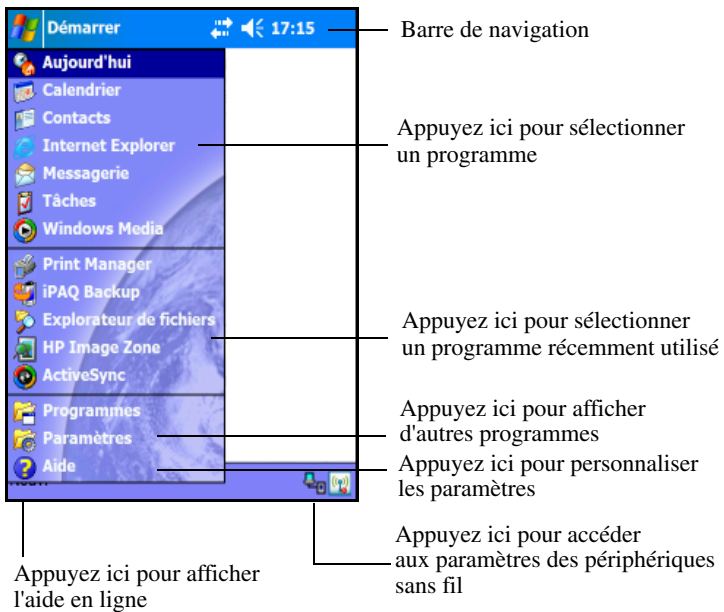 Démarrer 17:15
Barre de navigation
Aujourd'hui
Calendrier
Contacts
Internet Explorer
Messagerie
Tâches
Windows Media
Appuyez ici pour sélectionner
un programme
Print Manager
iPAQ Backup
Explorateur de fichiers
HP Image Zone
ActiveSync
Appuyez ici pour sélectionner
un programme récemment utilisé
Programmes
Paramètres
Aide
Appuyez ici pour afficher
d'autres programmes
Appuyez ici pour personnaliser
les paramètres
Appuyez ici pour accéder
aux paramètres des périphériques
sans fil
Appuyez ici pour afficher
l'aide en ligne